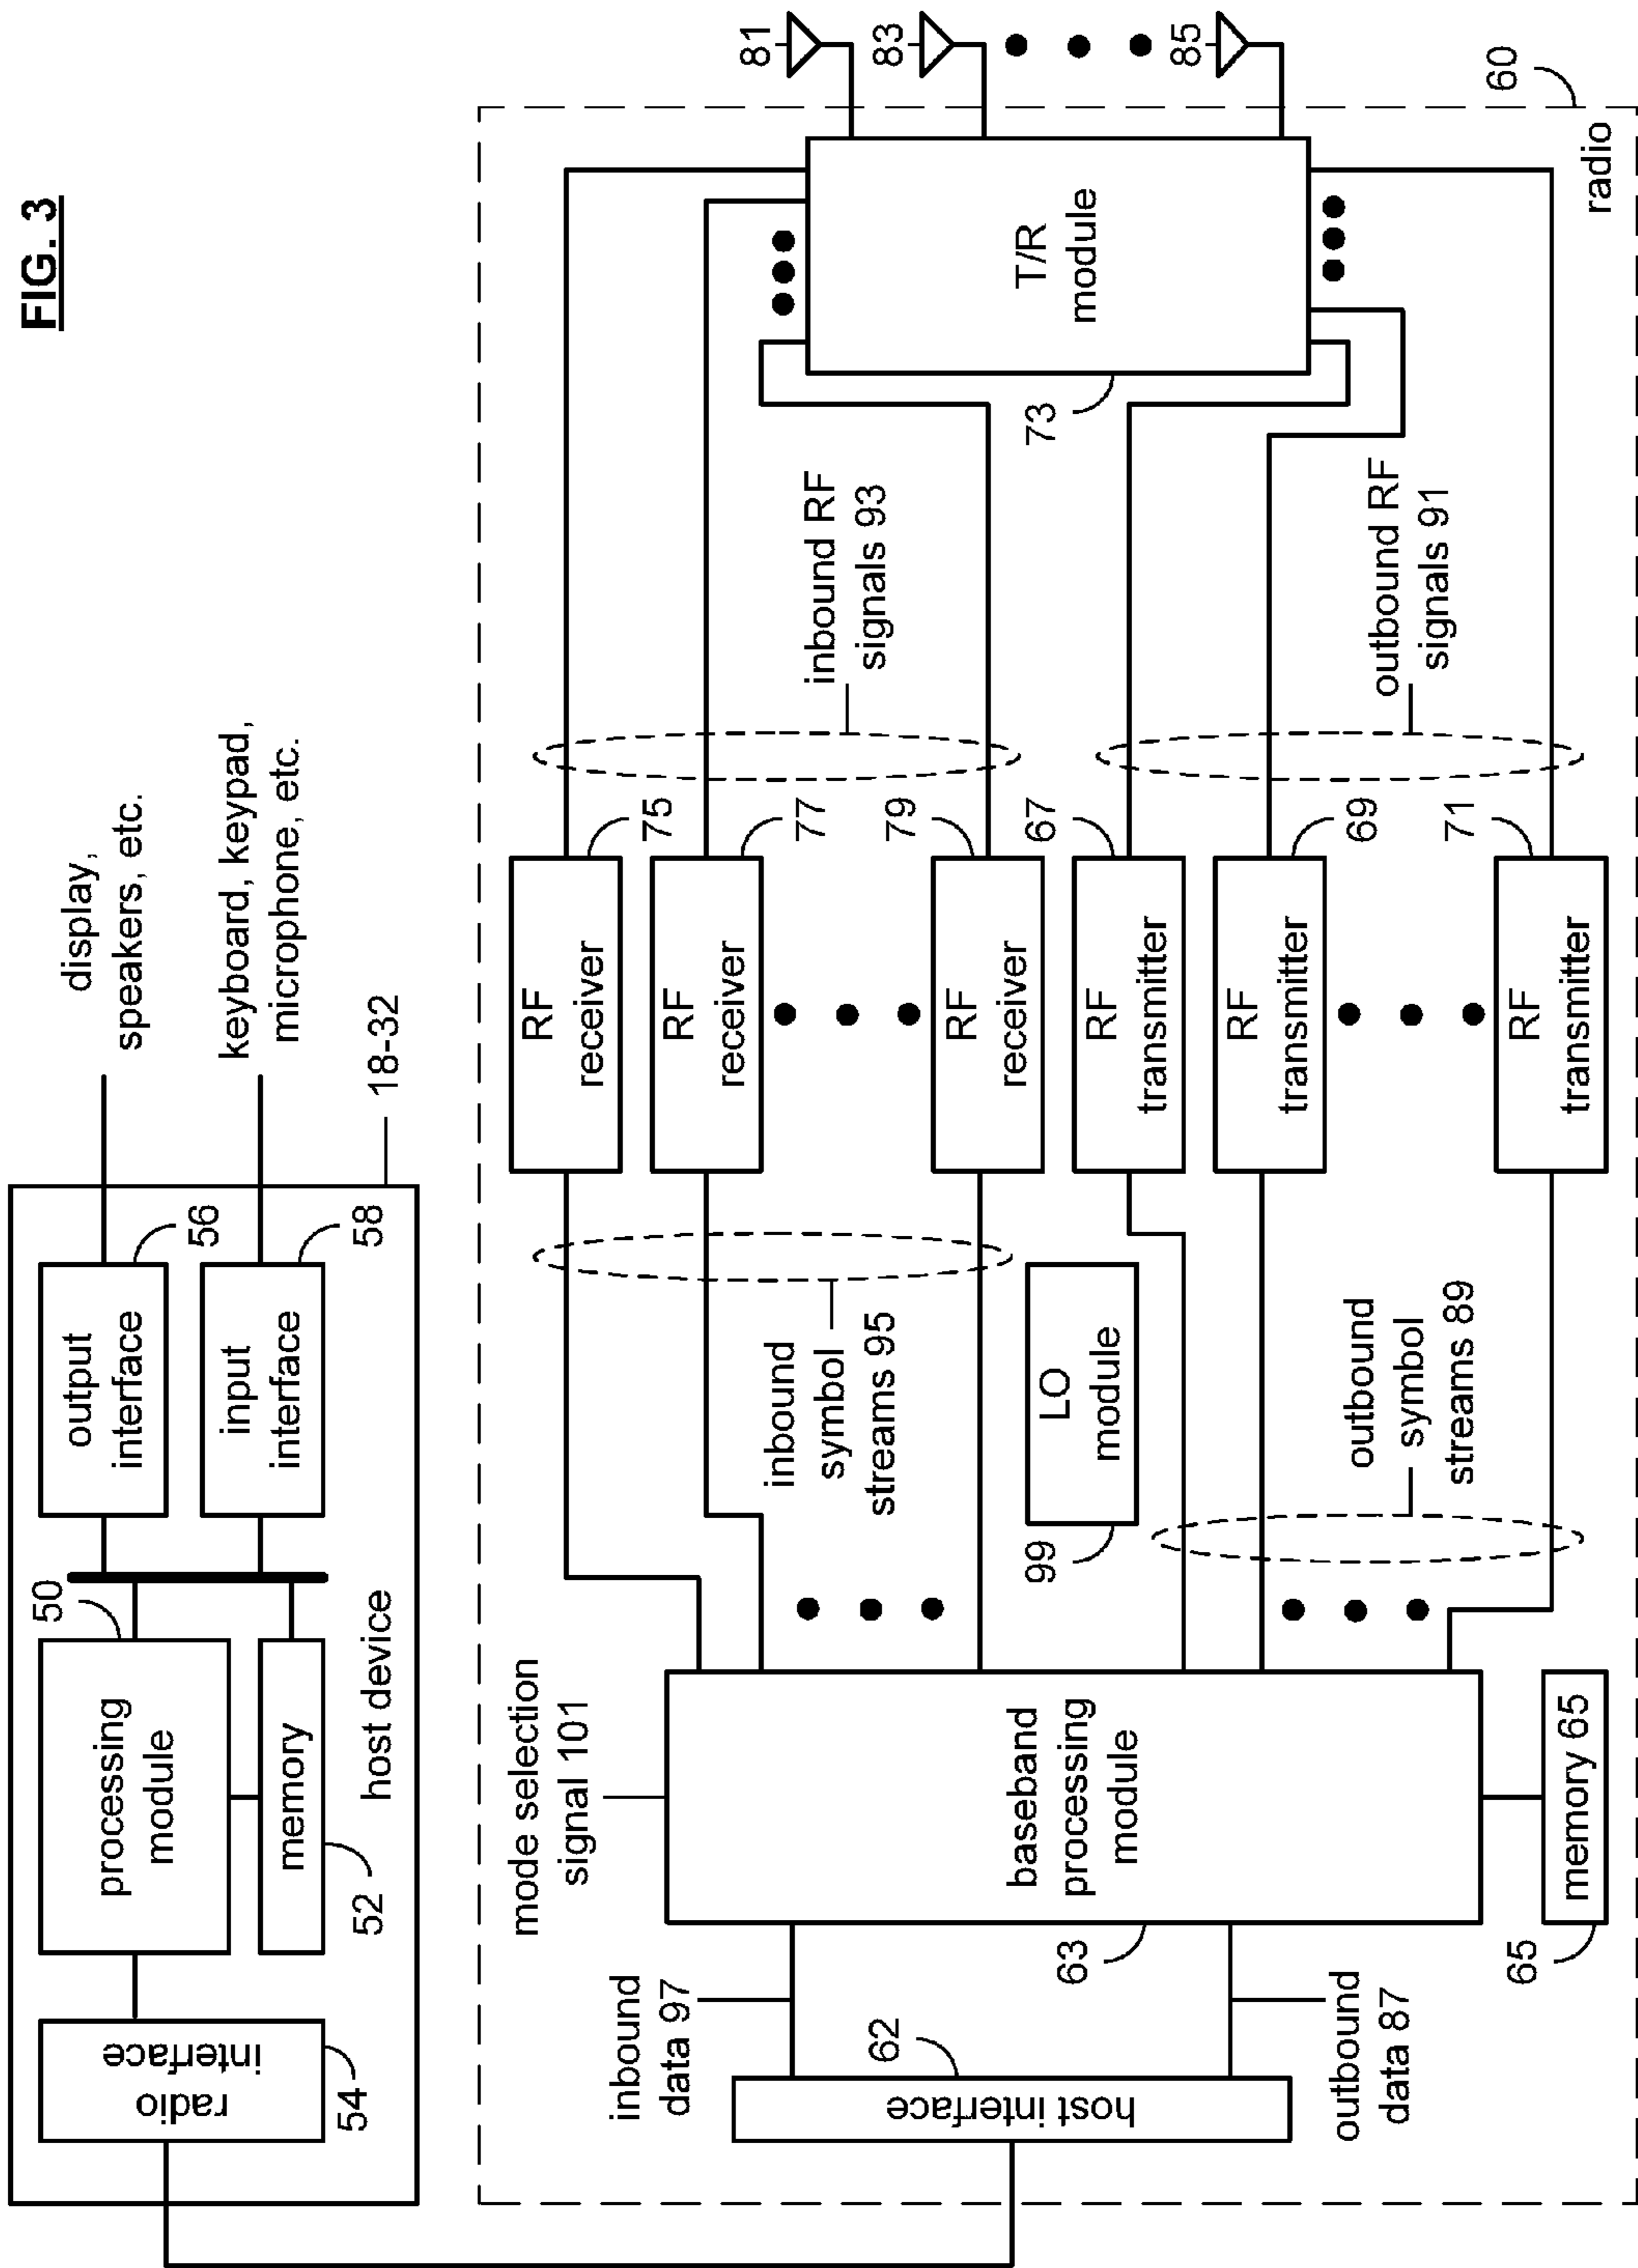 FIG. 3
display,
speakers, etc.
keyboard, keypad,
microphone, etc.
18-32
radio
interface
54
processing
module
50
memory
52
output
interface
56
input
interface
58
host device
mode selection
signal 101
inbound
data 97
host interface
62
outbound
data 87
baseband
processing
module
63
memory 65
65
inbound
symbol
streams 95
LO
module
99
outbound
symbol
streams 89
RF
receiver
75
RF
receiver
77
RF
receiver
79
RF
transmitter
67
RF
transmitter
69
RF
transmitter
71
inbound RF
signals 93
outbound RF
signals 91
T/R
module
73
81
83
85
radio
60